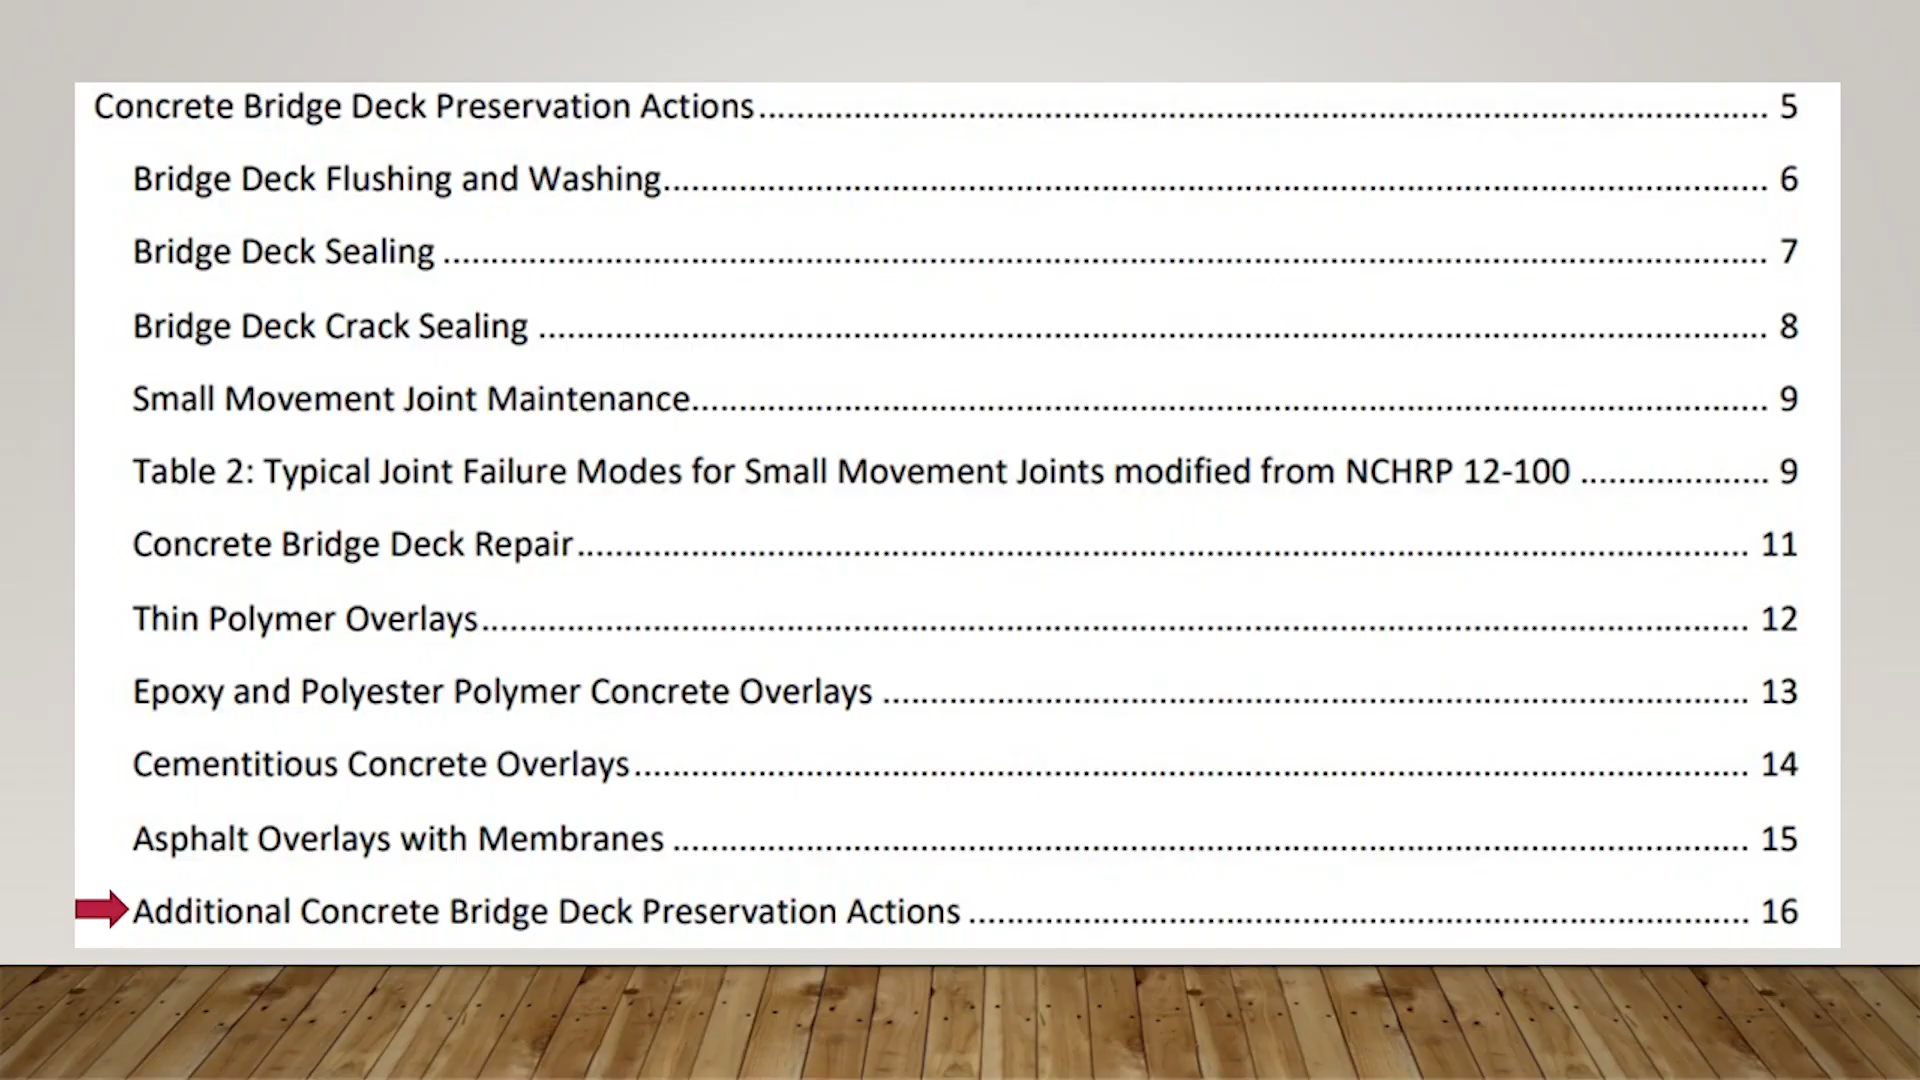 Concrete Bridge Deck Preservation Actions........................................ 5
Bridge Deck Flushing and Washing........................................ 6
Bridge Deck Sealing ........................................ 7
Bridge Deck Crack Sealing ........................................ 8
Small Movement Joint Maintenance........................................ 9
Table 2: Typical Joint Failure Modes for Small Movement Joints modified from NCHRP 12-100 .................... 9
Concrete Bridge Deck Repair........................................ 11
Thin Polymer Overlays........................................ 12
Epoxy and Polyester Polymer Concrete Overlays ........................................ 13
Cementitious Concrete Overlays........................................ 14
Asphalt Overlays with Membranes ........................................ 15
Additional Concrete Bridge Deck Preservation Actions ........................................ 16